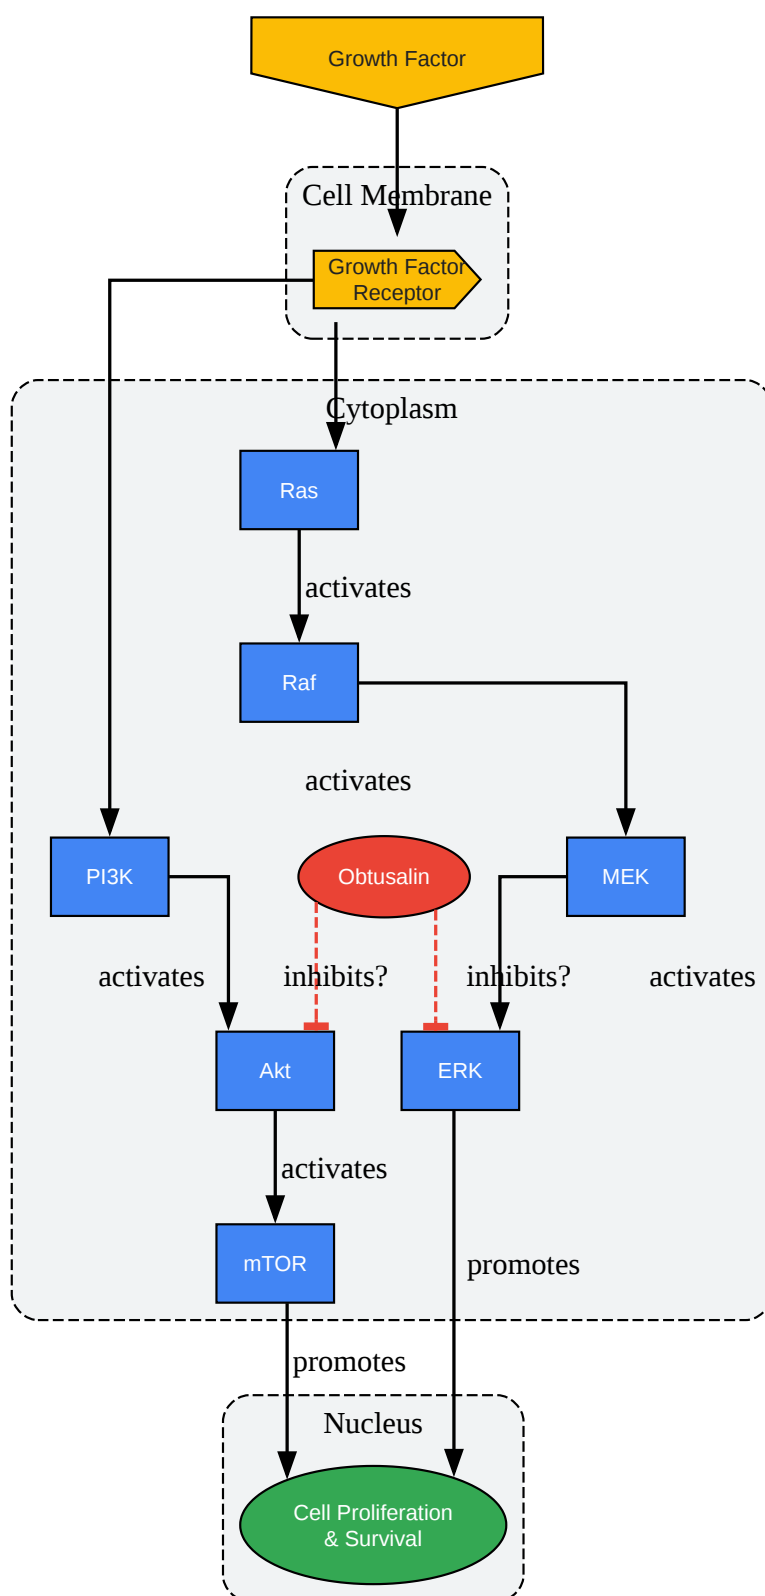 Growth Factor
Cell Membrane
Growth Factor
Receptor
Cytoplasm
Ras
activates
Raf
activates
PI3K
Obtusalin
MEK
activates
inhibits?
inhibits?
activates
Akt
ERK
activates
mTOR
promotes
promotes
Nucleus
Cell Proliferation
& Survival